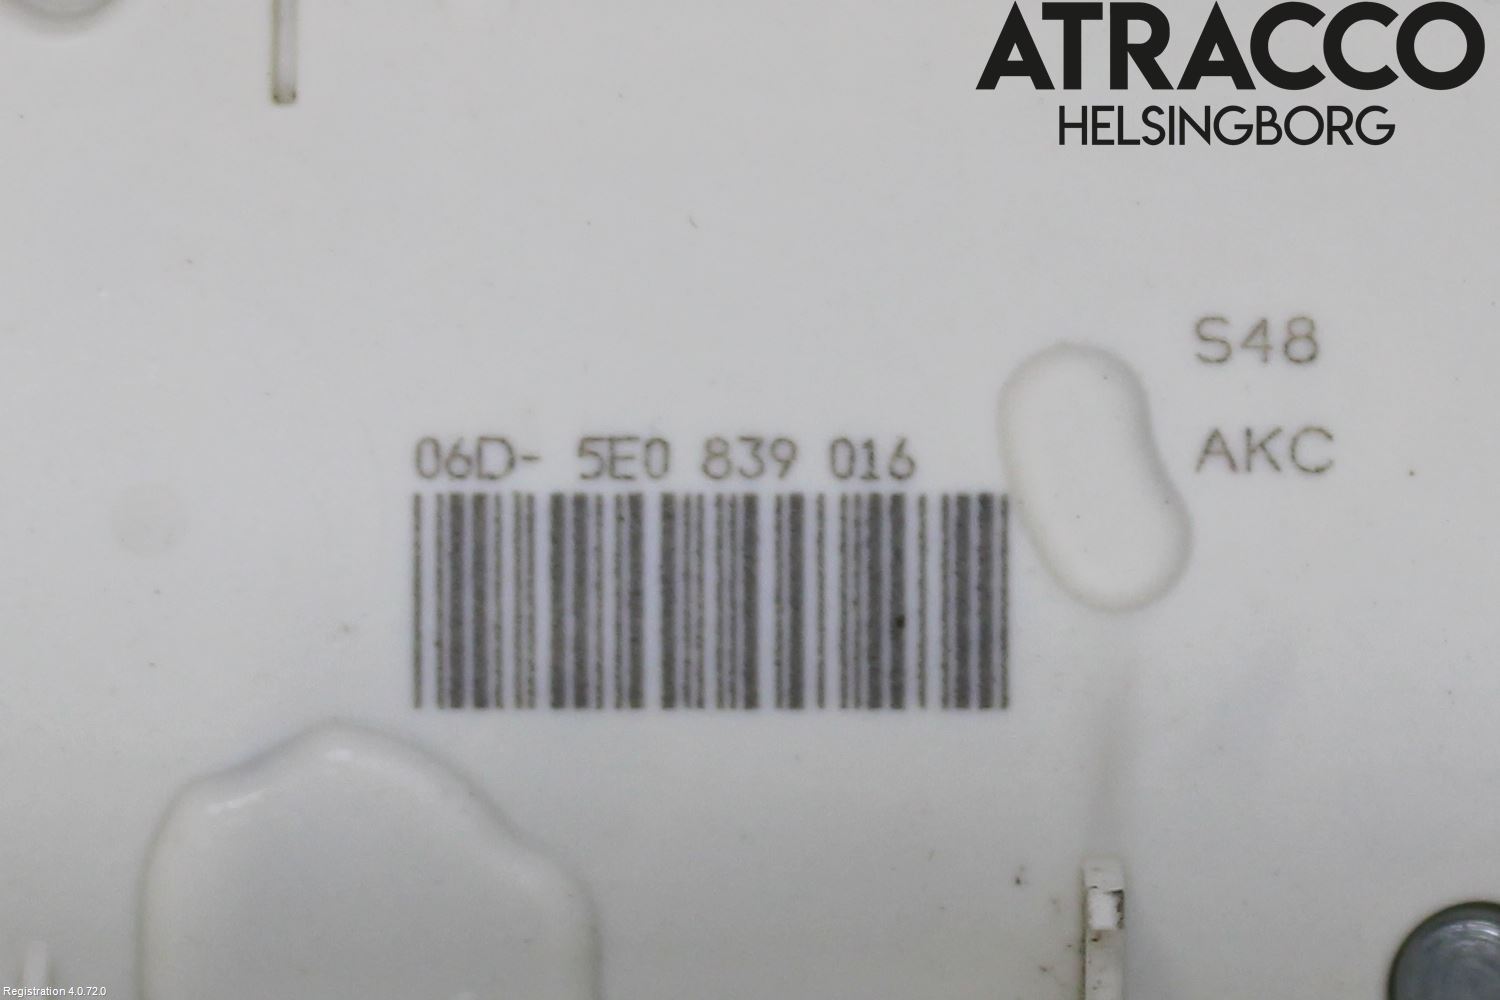 ATRACCO
HELSINGBORG
S48
AKC
06D- 5E0 839 016
Registration 4.0.72.0